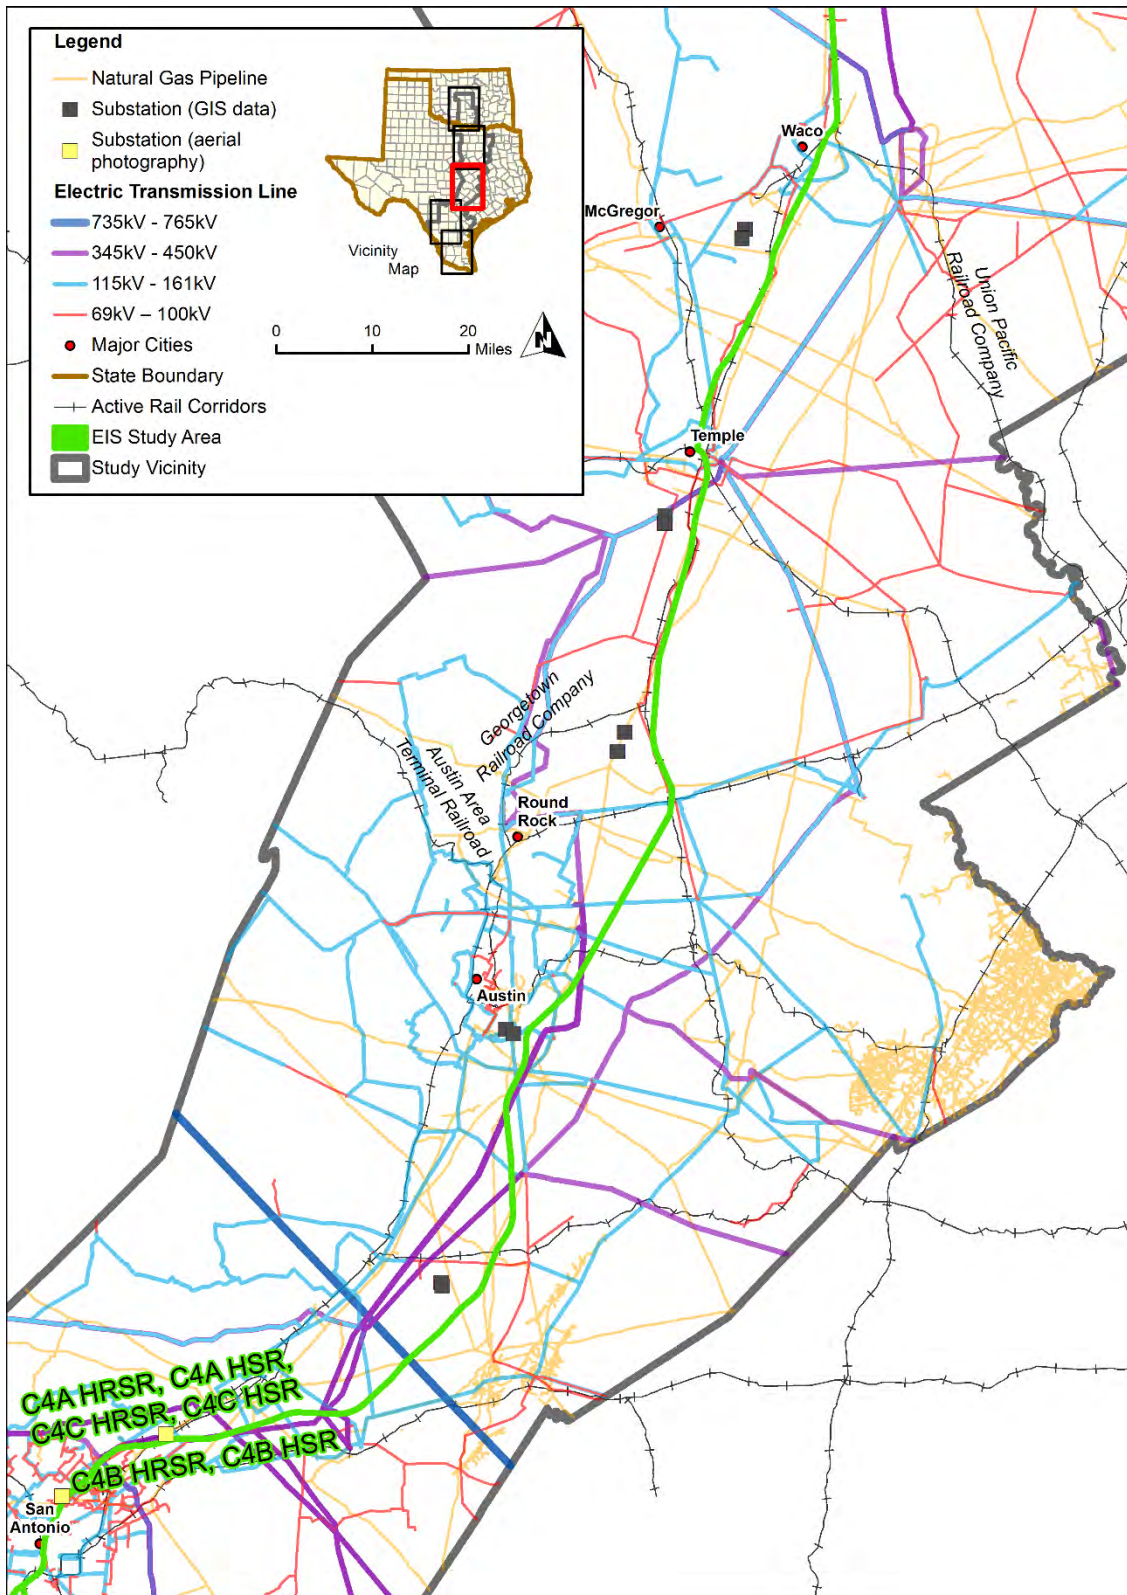 Legend
Natural Gas Pipeline
Substation (GIS data)
Substation (aerial
photography)
Electric Transmission Line
735kV - 765kV
345kV - 450kV
115kV - 161kV
69kV – 100kV
Major Cities
State Boundary
Active Rail Corridors
EIS Study Area
Study Vicinity
Vicinity
Map
0 10 20
Miles
N
Waco
McGregor
Union Pacific
Railroad Company
Temple
Georgetown
Railroad Company
Austin Area
Terminal Railroad
Round
Rock
Austin
C4A HRSR, C4A HSR,
C4C HRSR, C4C HSR
C4B HRSR, C4B HSR
San
Antonio